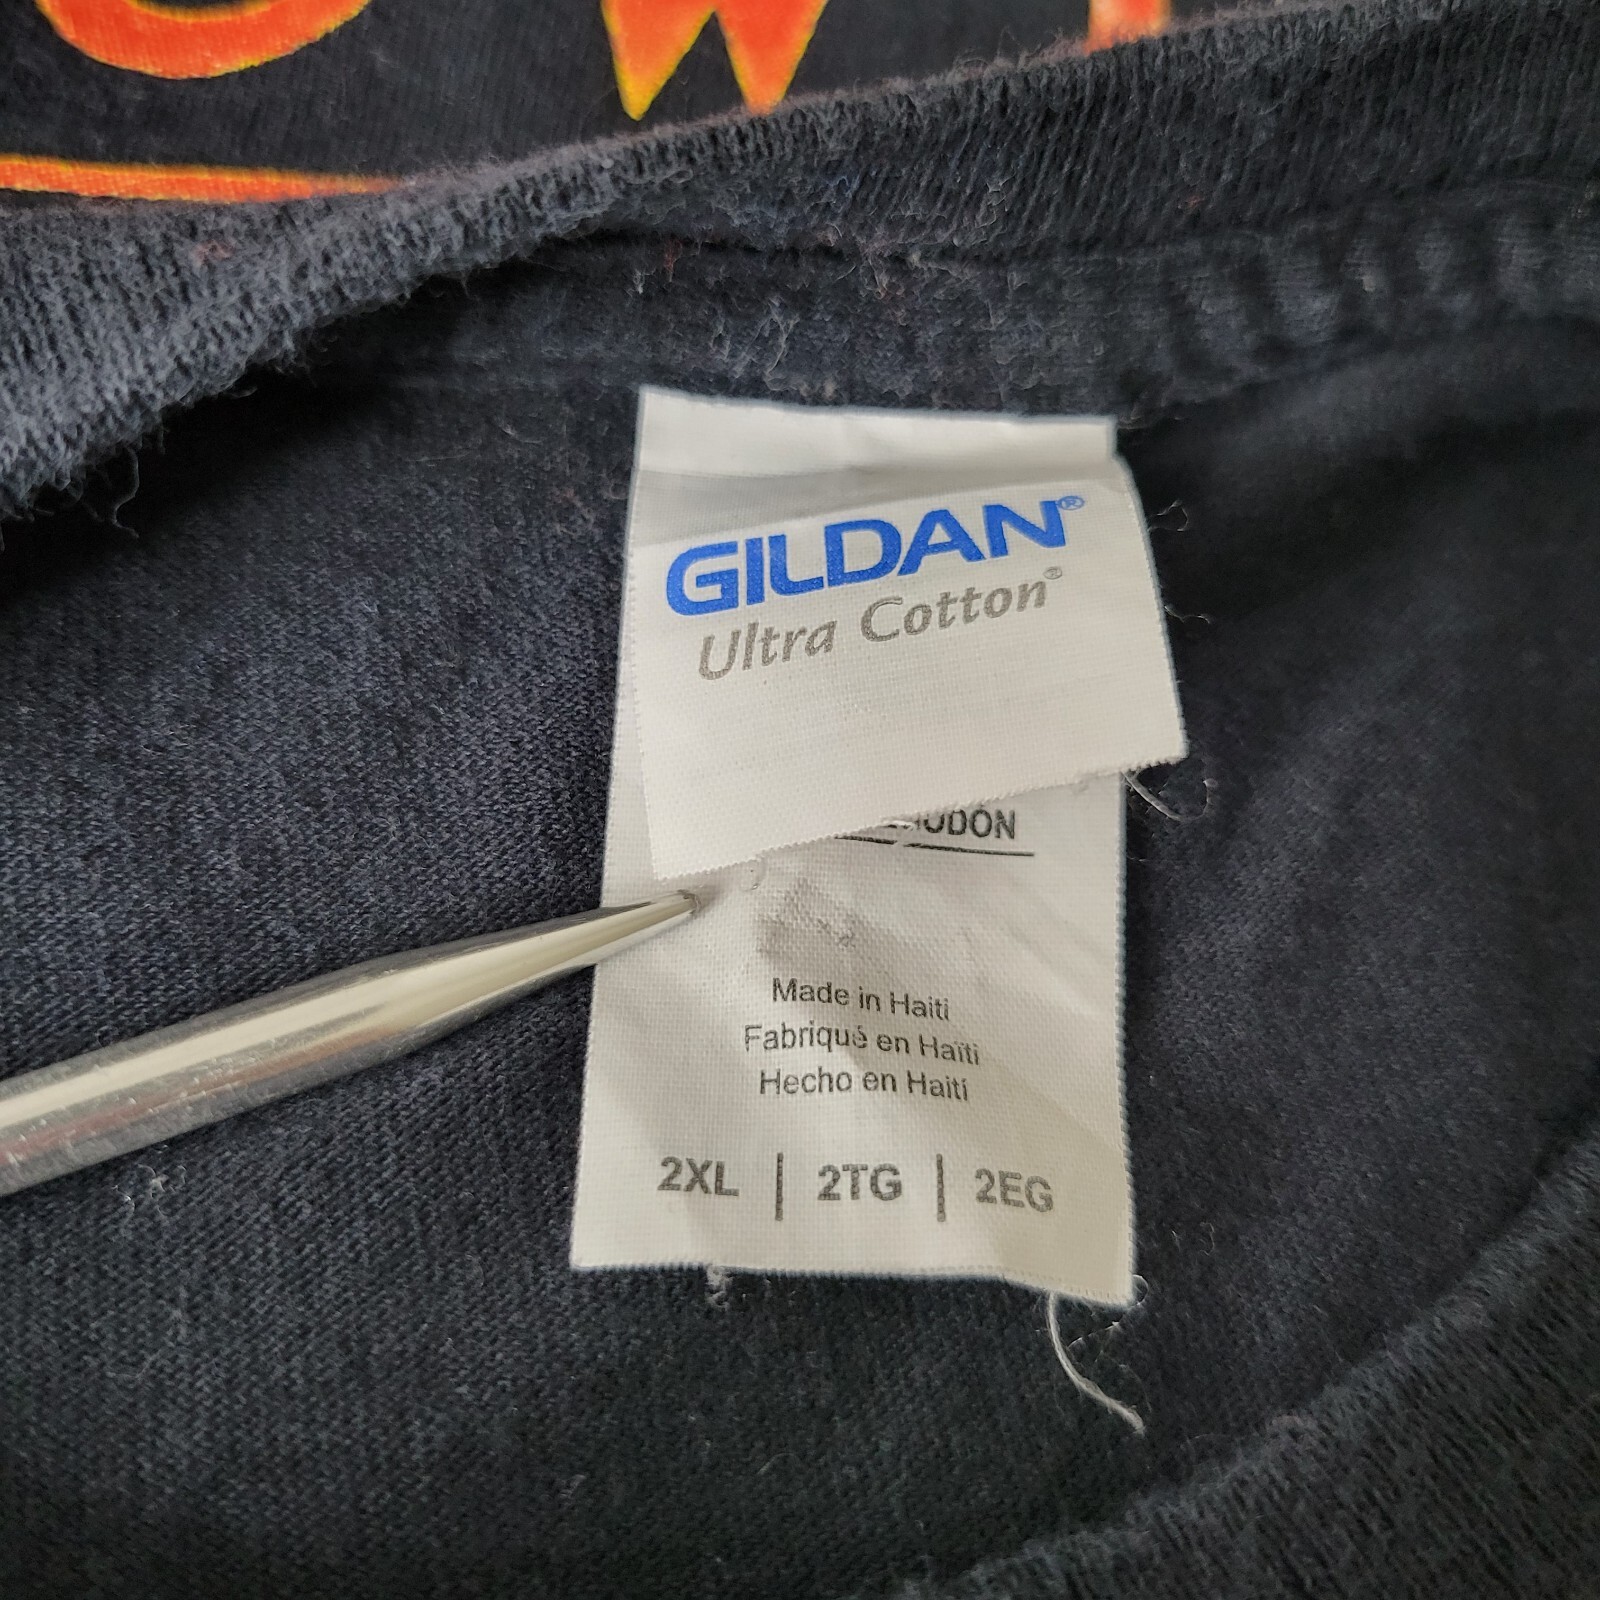 GILDAN®
Ultra Cotton®
Made in Haiti
Fabriqué en Haïti
Hecho en Haití
2XL | 2TG | 2EG